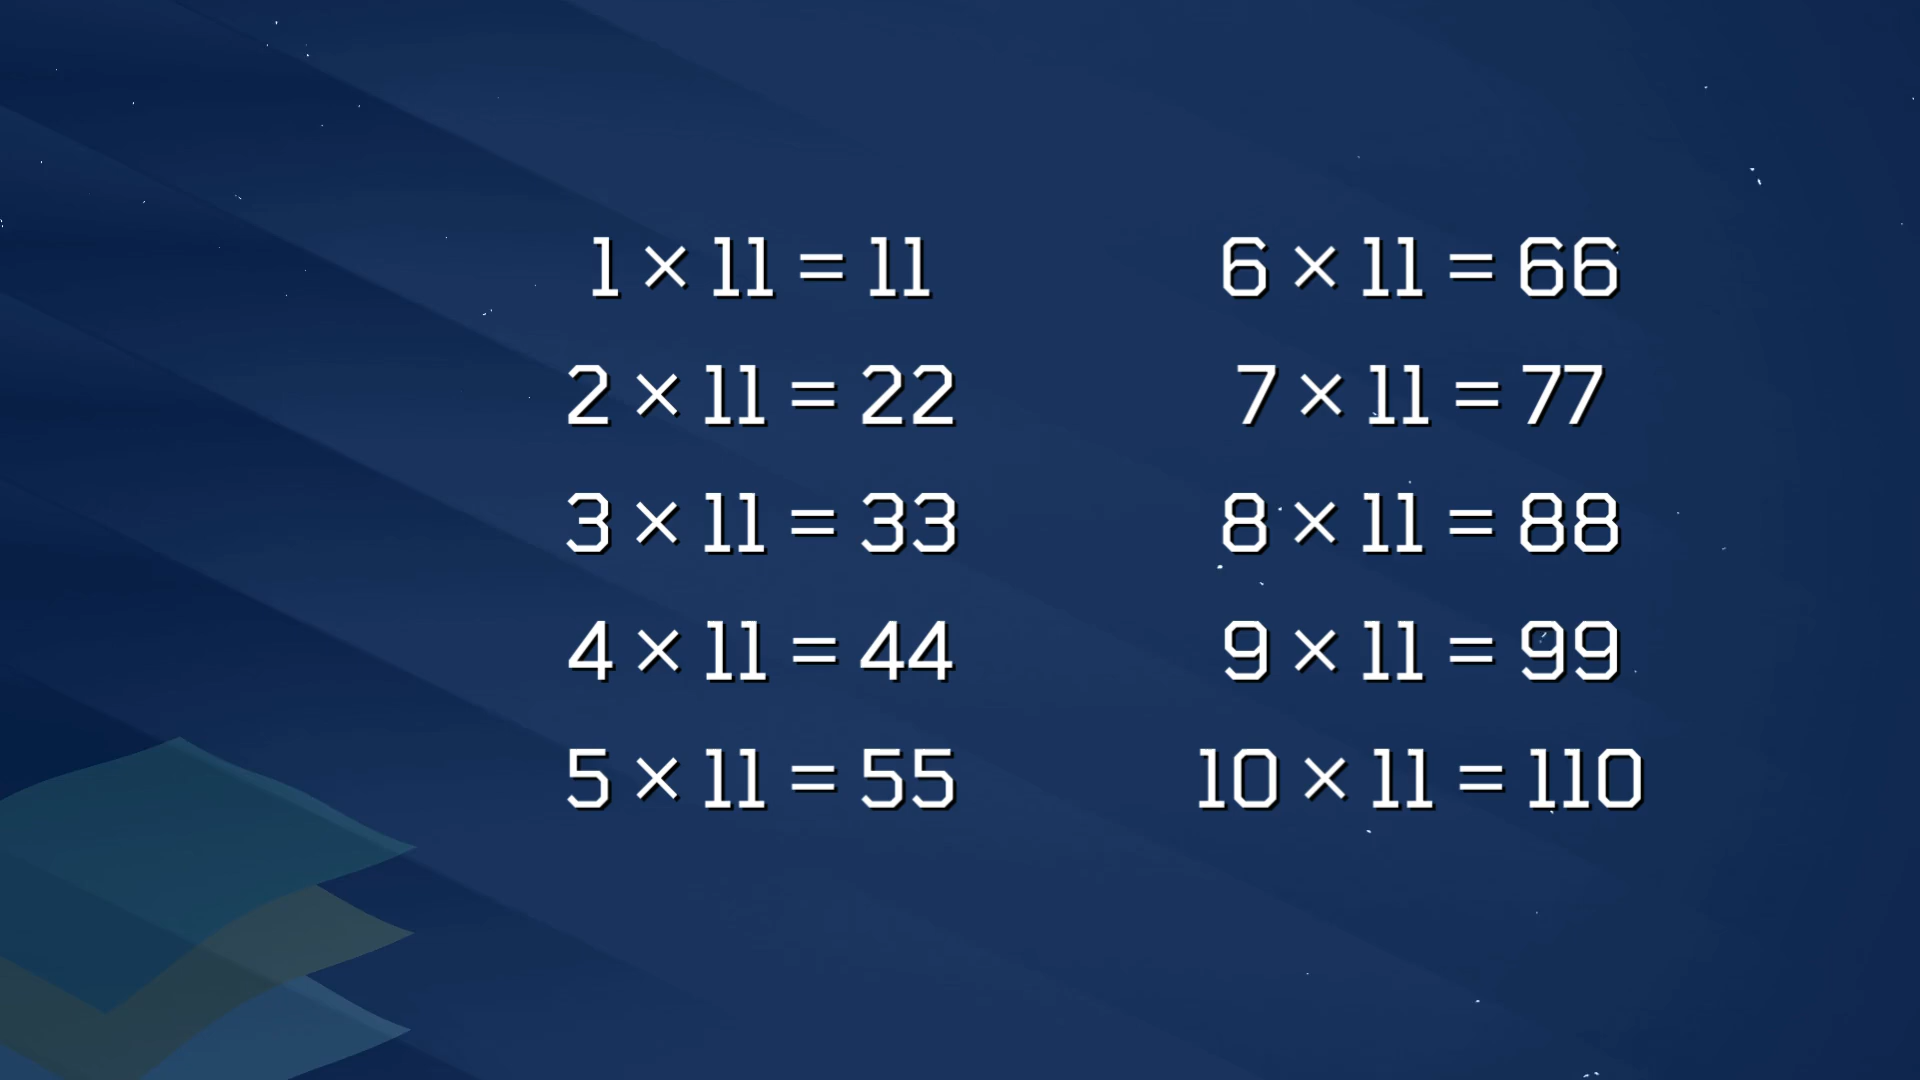 1 × 11 = 11
2 × 11 = 22
3 × 11 = 33
4 × 11 = 44
5 × 11 = 55
6 × 11 = 66
7 × 11 = 77
8 × 11 = 88
9 × 11 = 99
10 × 11 = 110